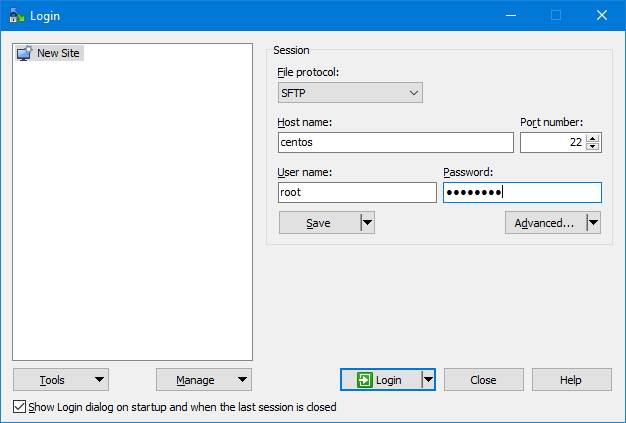 Login
New Site
Session
File protocol:
SFTP
Host name:
Port number:
centos
22
User name:
Password:
root
••••••••
Save
Advanced...
Tools
Manage
Login
Close
Help
Show Login dialog on startup and when the last session is closed